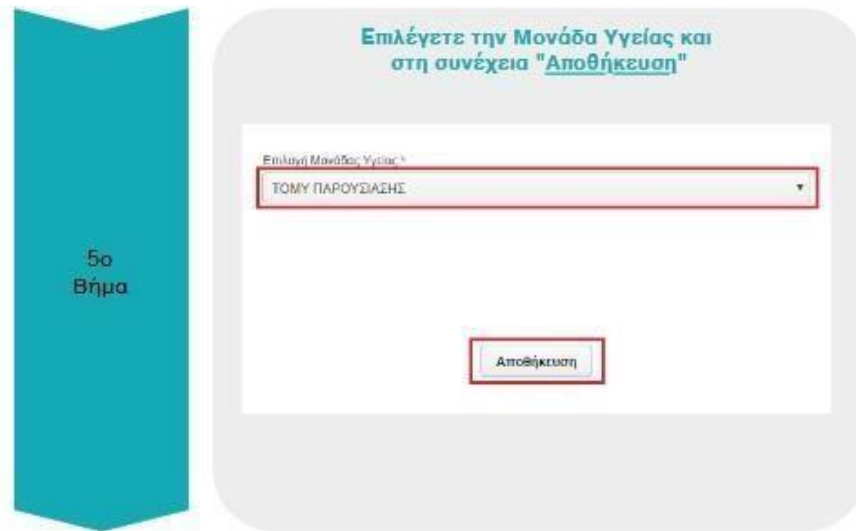 Επιλέγετε την Μονάδα Υγείας και
στη συνέχεια "Αποθήκευση"
Επιλογή Μονάδας Υγείας *
ΤΟΜΥ ΠΑΡΟΥΣΙΑΣΗΣ
5ο
Βήμα
Αποθήκευση